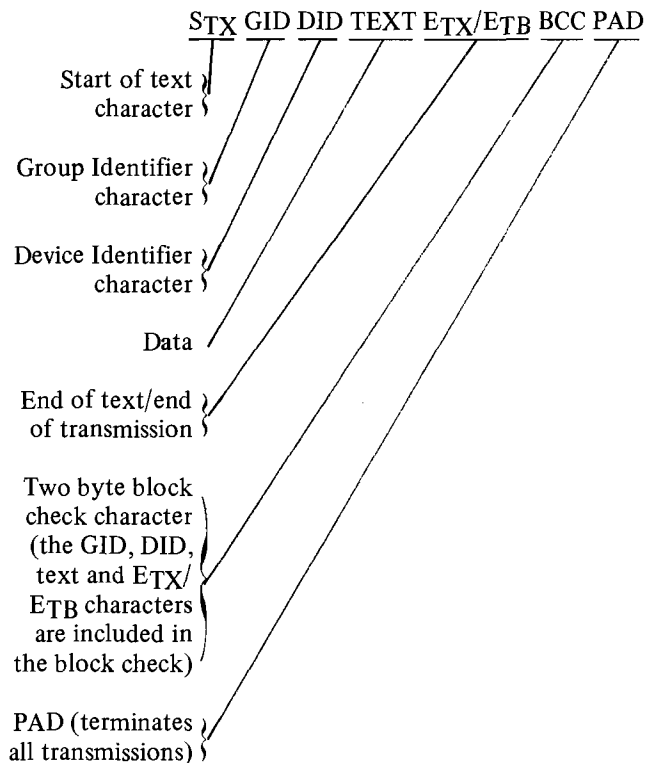 STX GID DID TEXT ETX/ETB BCC PAD
Start of text
character
Group Identifier
character
Device Identifier
character
Data
End of text/end
of transmission
Two byte block
check character
(the GID, DID,
text and ETX/
ETB characters
are included in
the block check)
PAD (terminates
all transmissions)